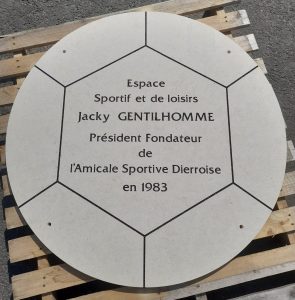 Espace
Sportif et de loisirs
Jacky GENTILHOMME
Président Fondateur
de
l'Amicale Sportive Dierroise
en 1983